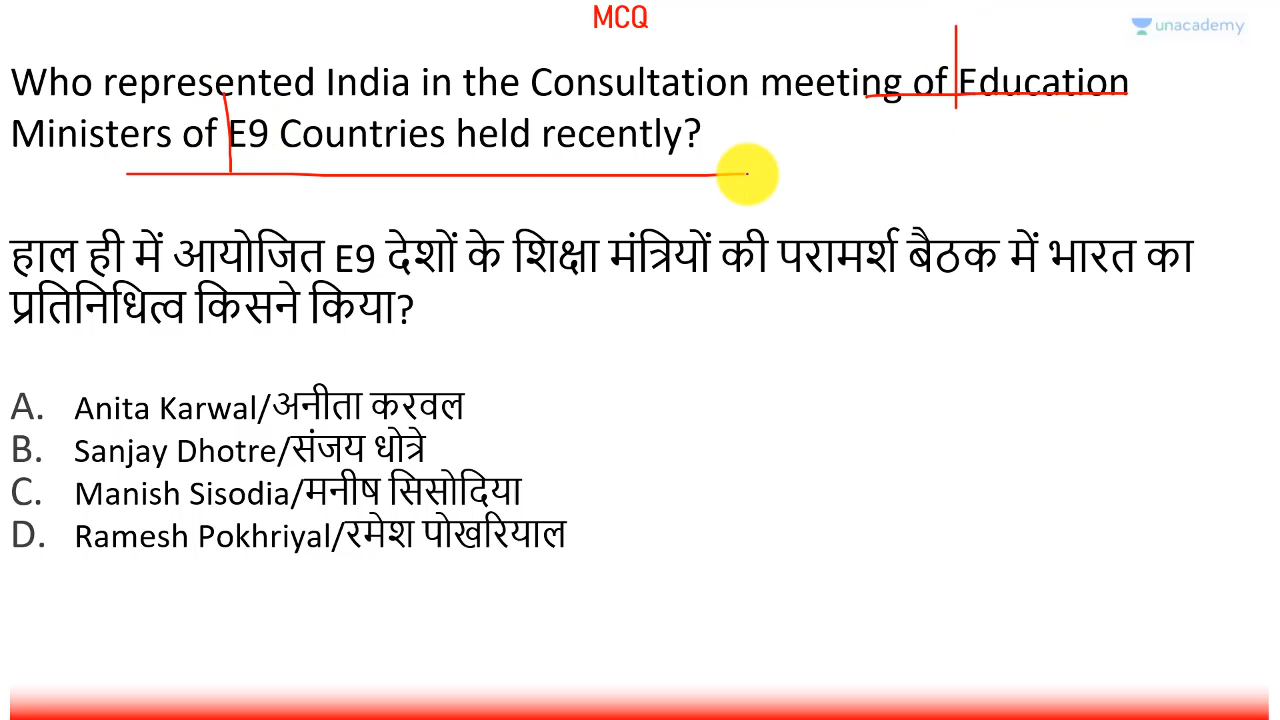 MCQ
unacademy
Who represented India in the Consultation meeting of Education
Ministers of E9 Countries held recently?
हाल ही में आयोजित E9 देशों के शिक्षा मंत्रियों की परामर्श बैठक में भारत का
प्रतिनिधित्व किसने किया?
A. Anita Karwal/अनीता करवल
B. Sanjay Dhotre/संजय धोत्रे
C. Manish Sisodia/मनीष सिसोदिया
D. Ramesh Pokhriyal/रमेश पोखरियाल